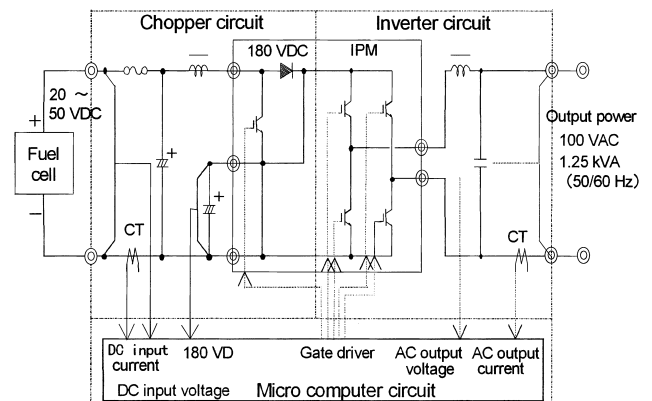 Chopper circuit
Inverter circuit
180 VDC
IPM
20 ~
50 VDC
+
Fuel
cell
−
+
+
CT
Output power
100 VAC
1.25 kVA
(50/60 Hz)
CT
DC input
current
180 VD
Gate driver
AC output
voltage
AC output
current
DC input voltage
Micro computer circuit